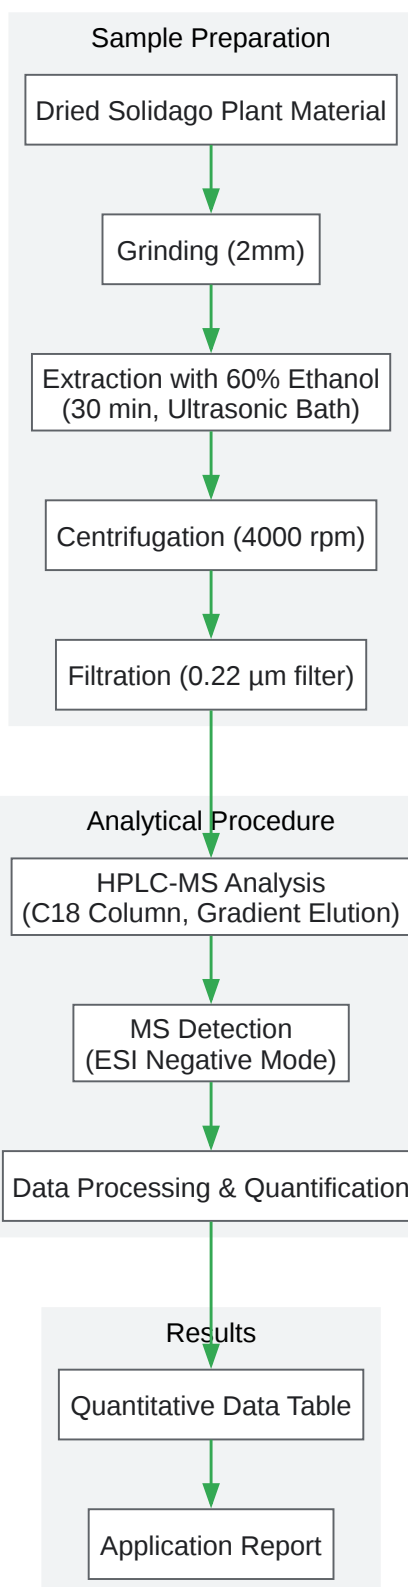 Sample Preparation
Dried Solidago Plant Material
Grinding (2mm)
Extraction with 60% Ethanol
(30 min, Ultrasonic Bath)
Centrifugation (4000 rpm)
Filtration (0.22 µm filter)
Analytical Procedure
HPLC-MS Analysis
(C18 Column, Gradient Elution)
MS Detection
(ESI Negative Mode)
Data Processing & Quantification
Results
Quantitative Data Table
Application Report